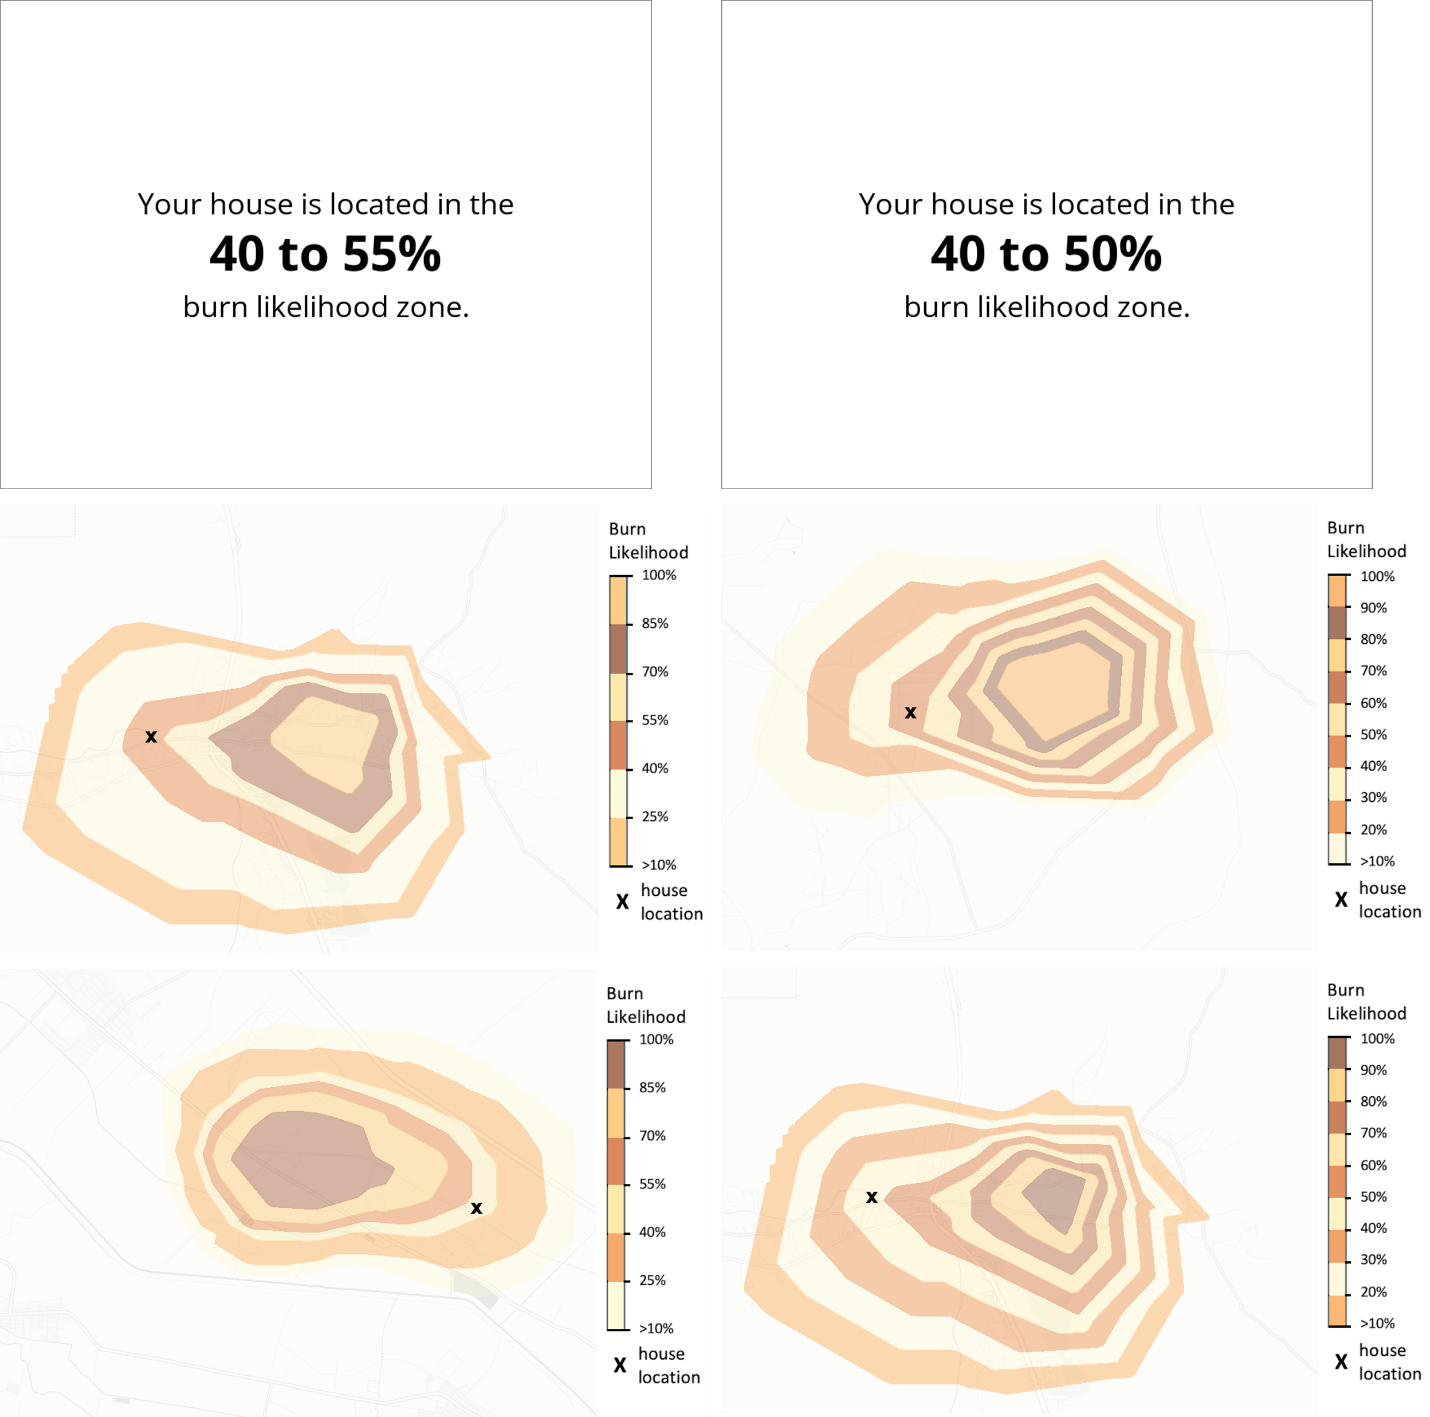 Your house is located in the
40 to 55%
burn likelihood zone.
Your house is located in the
40 to 50%
burn likelihood zone.
Burn
Likelihood
100%
85%
70%
55%
40%
25%
>10%
X house
location
x
Burn
Likelihood
100%
90%
80%
70%
60%
50%
40%
30%
20%
>10%
X house
location
x
Burn
Likelihood
100%
85%
70%
55%
40%
25%
>10%
X house
location
x
Burn
Likelihood
100%
90%
80%
70%
60%
50%
40%
30%
20%
>10%
X house
location
x